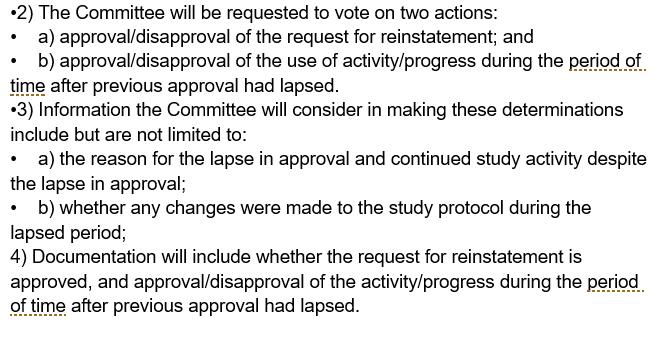 •2) The Committee will be requested to vote on two actions:
• a) approval/disapproval of the request for reinstatement; and
• b) approval/disapproval of the use of activity/progress during the period of
time after previous approval had lapsed.
•3) Information the Committee will consider in making these determinations
include but are not limited to:
• a) the reason for the lapse in approval and continued study activity despite
the lapse in approval;
• b) whether any changes were made to the study protocol during the
lapsed period;
4) Documentation will include whether the request for reinstatement is
approved, and approval/disapproval of the activity/progress during the period
of time after previous approval had lapsed.